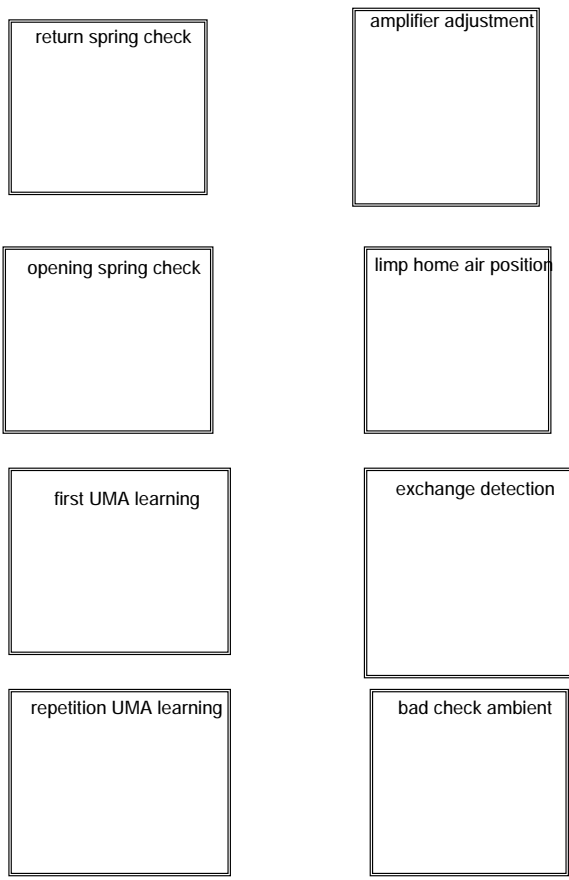 return spring check
amplifier adjustment
opening spring check
limp home air position
first UMA learning
exchange detection
repetition UMA learning
bad check ambient